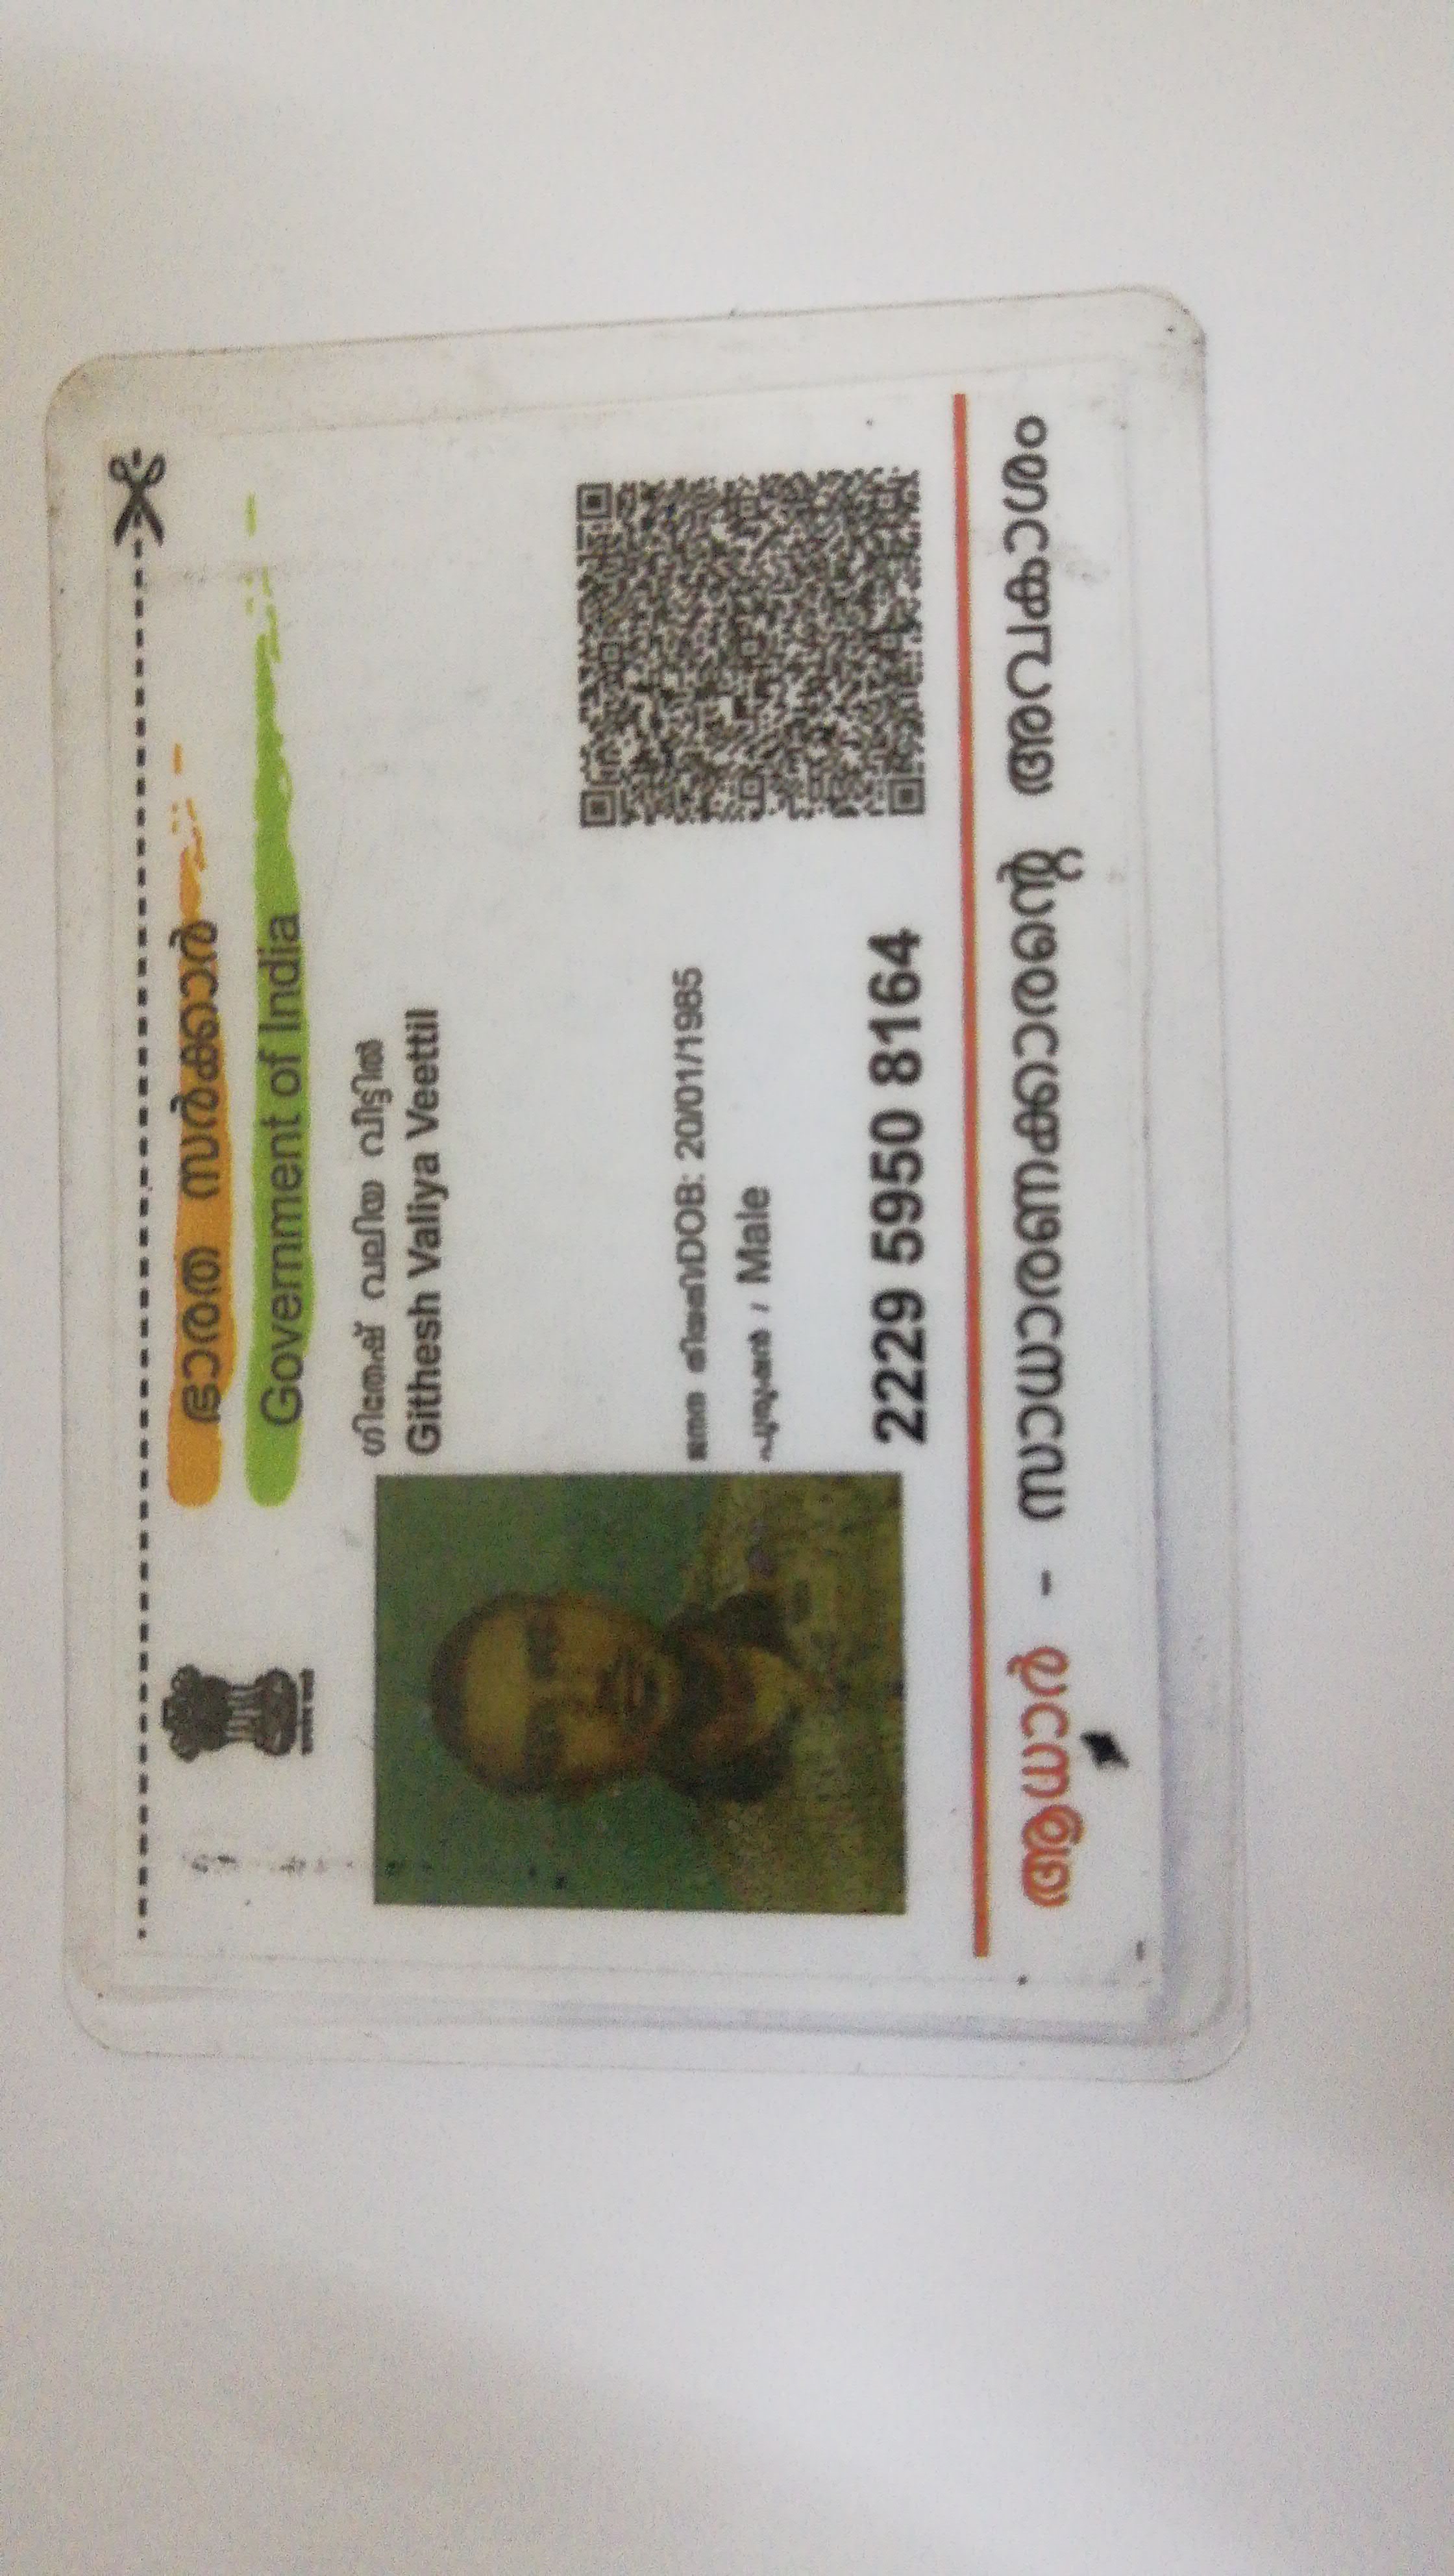 ഭാരത സർക്കാർ
Government of India
ഗിതേഷ് വലിയ വീട്ടിൽ
Githesh Valiya Veettil
ജനന തിയതി/DOB: 20/01/1985
പുരുഷൻ / Male
2229 5950 8164
ആധാർ - സാധാരണക്കാരന്റെ അവകാശം